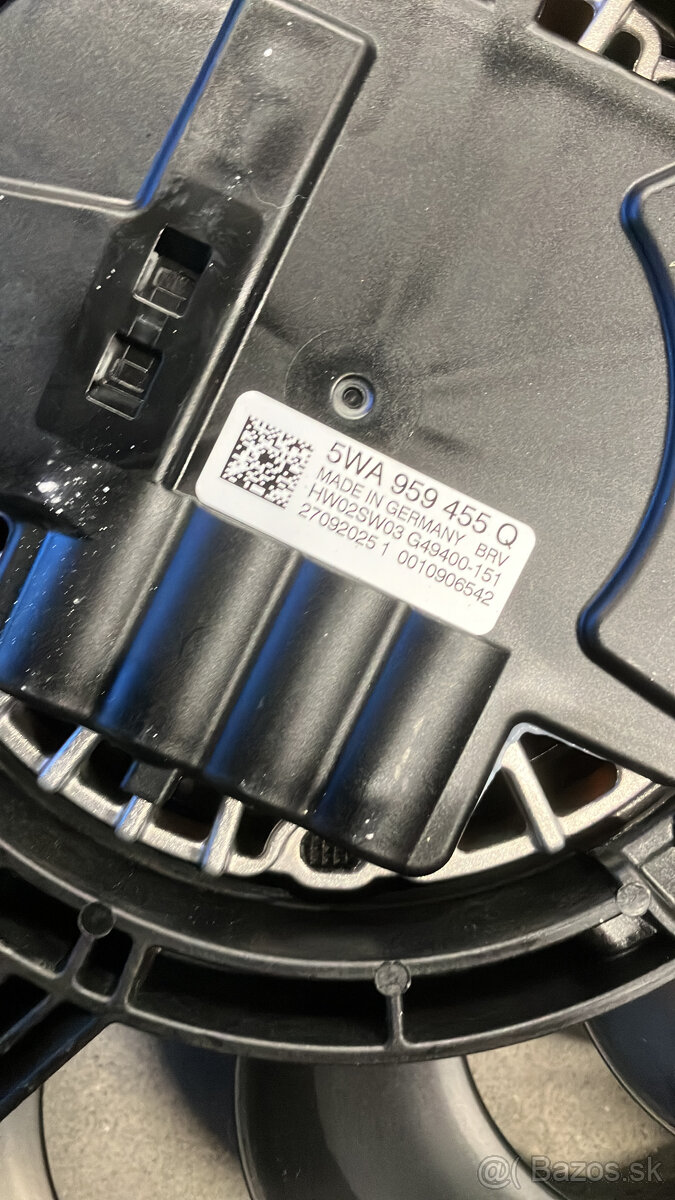 5WA 959 455 Q
MADE IN GERMANY BRV
HW02SW03 G49400-151
27092025 1 0010906542
@( Bazos.sk